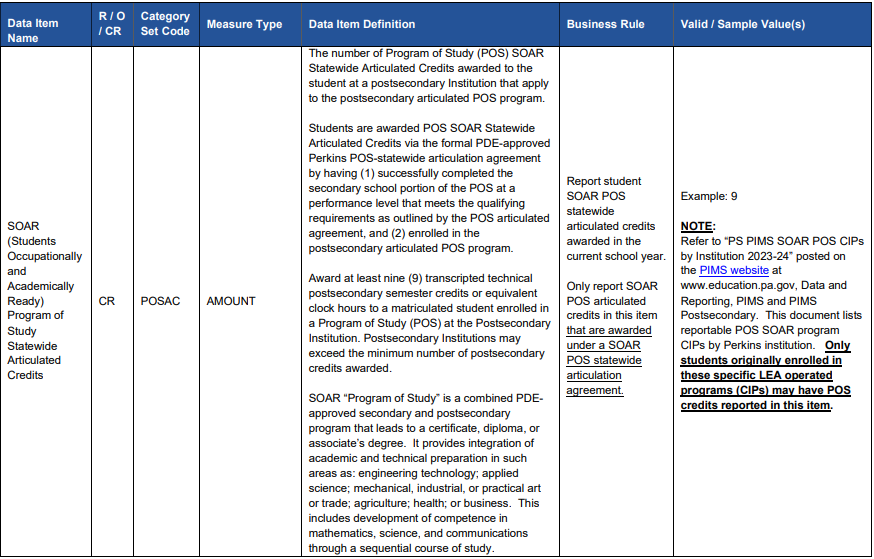 Data Item
Name
R / O
/ CR
Category
Set Code
Measure Type
Data Item Definition
Business Rule
Valid / Sample Value(s)
SOAR
(Students
Occupationally
and
Academically
Ready)
Program of
Study
Statewide
Articulated
Credits
CR
POSAC
AMOUNT
The number of Program of Study (POS) SOAR
Statewide Articulated Credits awarded to the
student at a postsecondary Institution that apply
to the postsecondary articulated POS program.
Students are awarded POS SOAR Statewide
Articulated Credits via the formal PDE-approved
Perkins POS-statewide articulation agreement
by having (1) successfully completed the
secondary school portion of the POS at a
performance level that meets the qualifying
requirements as outlined by the POS articulated
agreement, and (2) enrolled in the
postsecondary articulated POS program.
Award at least nine (9) transcripted technical
postsecondary semester credits or equivalent
clock hours to a matriculated student enrolled in
a Program of Study (POS) at the Postsecondary
Institution. Postsecondary Institutions may
exceed the minimum number of postsecondary
credits awarded.
SOAR “Program of Study” is a combined PDE-
approved secondary and postsecondary
program that leads to a certificate, diploma, or
associate’s degree. It provides integration of
academic and technical preparation in such
areas as: engineering technology; applied
science; mechanical, industrial, or practical art
or trade; agriculture; health; or business. This
includes development of competence in
mathematics, science, and communications
through a sequential course of study.
Report student
SOAR POS
statewide
articulated credits
awarded in the
current school year.
Only report SOAR
POS articulated
credits in this item
that are awarded
under a SOAR
POS statewide
articulation
agreement.
Example: 9
NOTE:
Refer to “PS PIMS SOAR POS CIPs
by Institution 2023-24” posted on
the PIMS website at
www.education.pa.gov, Data and
Reporting, PIMS and PIMS
Postsecondary. This document lists
reportable POS SOAR program
CIPs by Perkins institution. Only
students originally enrolled in
these specific LEA operated
programs (CIPs) may have POS
credits reported in this item.